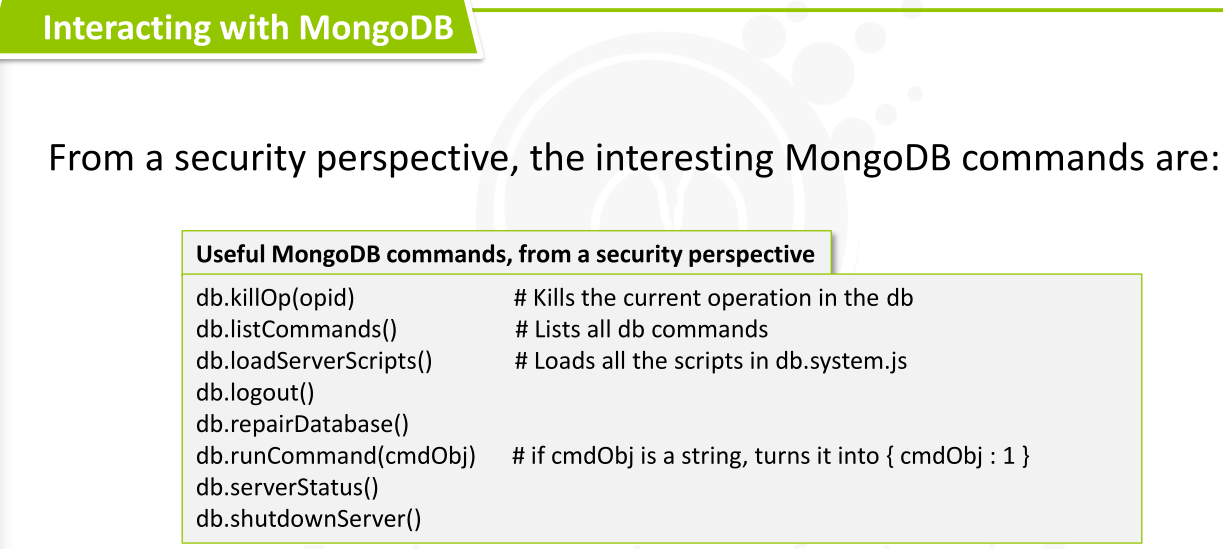 Interacting with MongoDB
From a security perspective, the interesting MongoDB commands are:
Useful MongoDB commands, from a security perspective
db.killOp(opid) # Kills the current operation in the db
db.listCommands() # Lists all db commands
db.loadServerScripts() # Loads all the scripts in db.system.js
db.logout()
db.repairDatabase()
db.runCommand(cmdObj) # if cmdObj is a string, turns it into { cmdObj : 1 }
db.serverStatus()
db.shutdownServer()